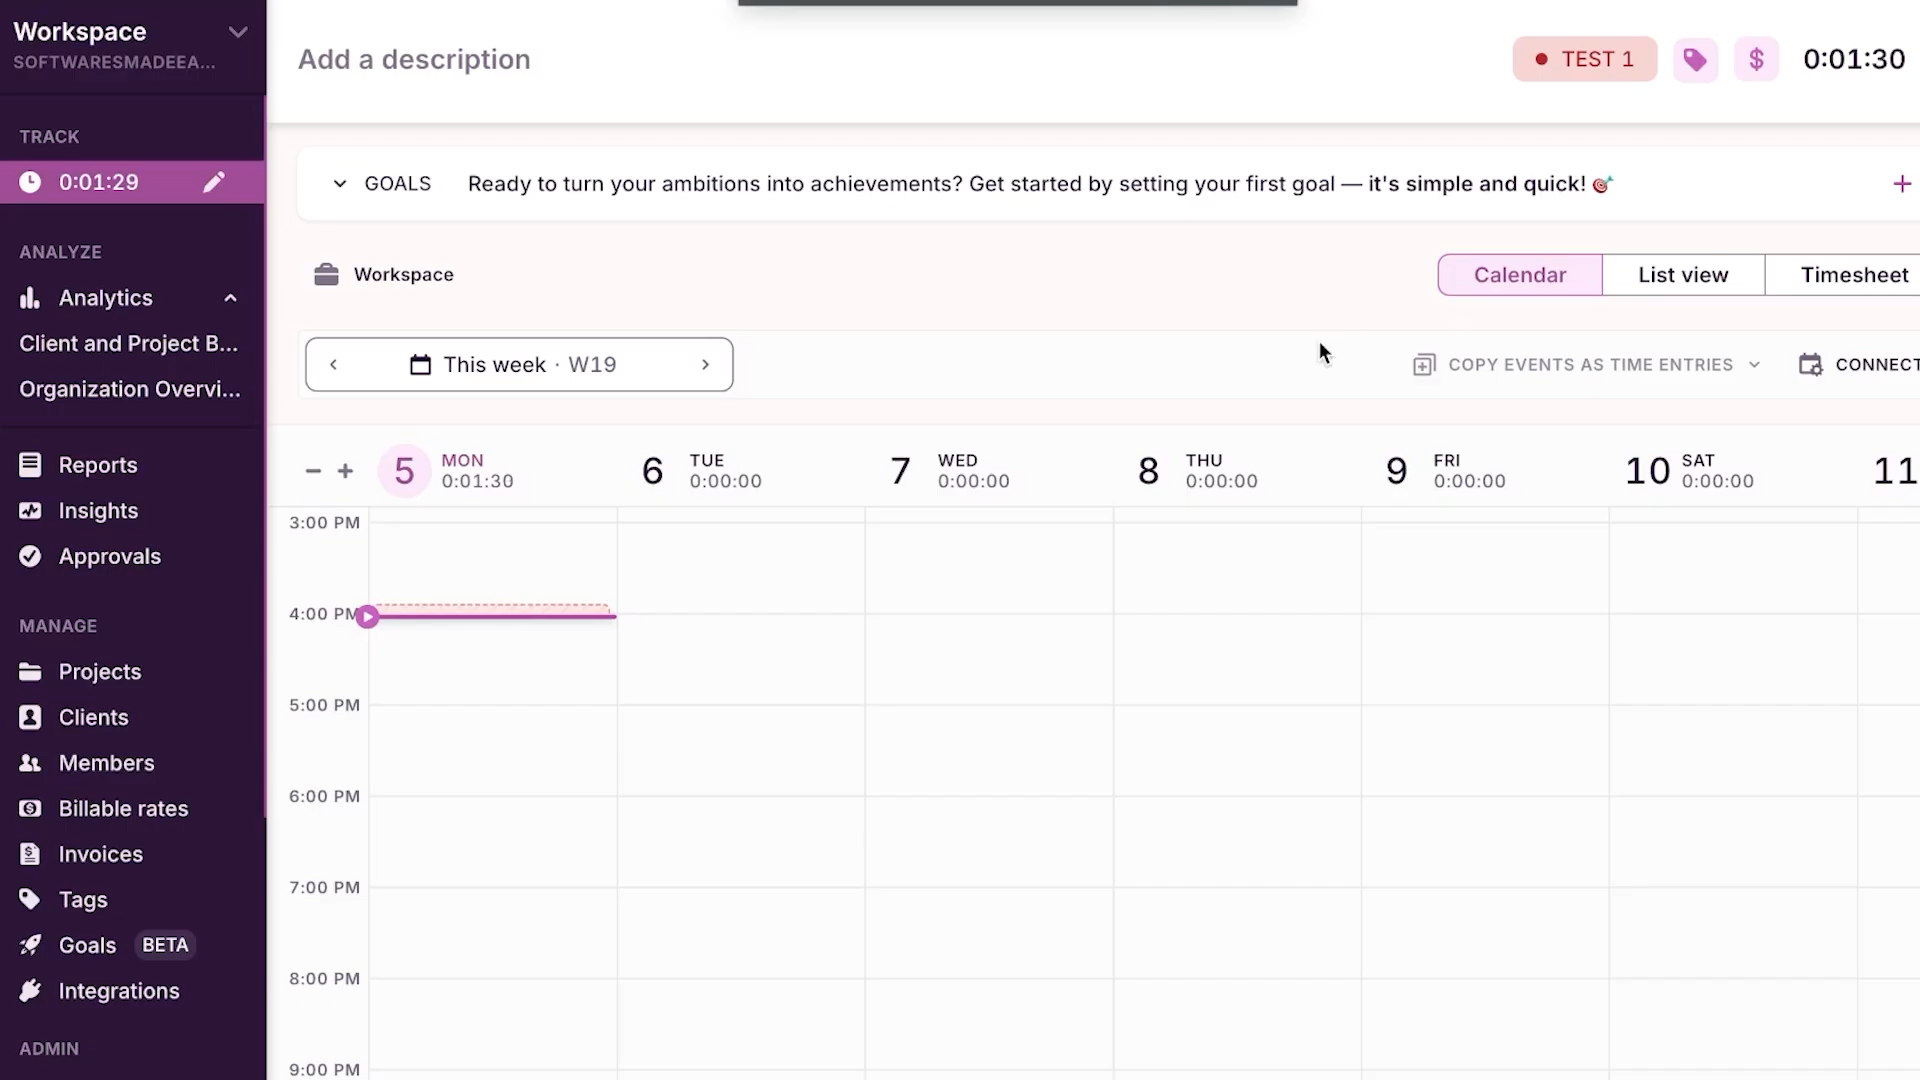 Workspace
SOFTWARESMADEEA...
TRACK
0:01:29
ANALYZE
Analytics
Client and Project B...
Organization Overvi...
Reports
Insights
Approvals
MANAGE
Projects
Clients
Members
Billable rates
Invoices
Tags
Goals BETA
Integrations
ADMIN
Add a description
TEST 1 $ 0:01:30
GOALS Ready to turn your ambitions into achievements? Get started by setting your first goal — it's simple and quick! 🎯 +
Workspace
Calendar List view Timesheet
This week · W19
COPY EVENTS AS TIME ENTRIES CONNECT
5 MON 0:01:30
6 TUE 0:00:00
7 WED 0:00:00
8 THU 0:00:00
9 FRI 0:00:00
10 SAT 0:00:00
11
3:00 PM
4:00 PM
5:00 PM
6:00 PM
7:00 PM
8:00 PM
9:00 PM